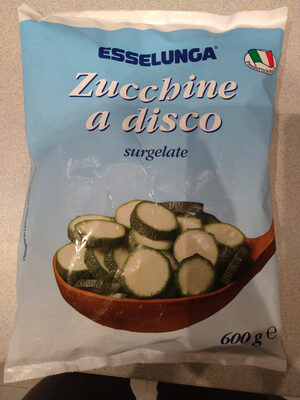 ESSELUNGA®
Zucchine
a disco
surgelate
600 g e